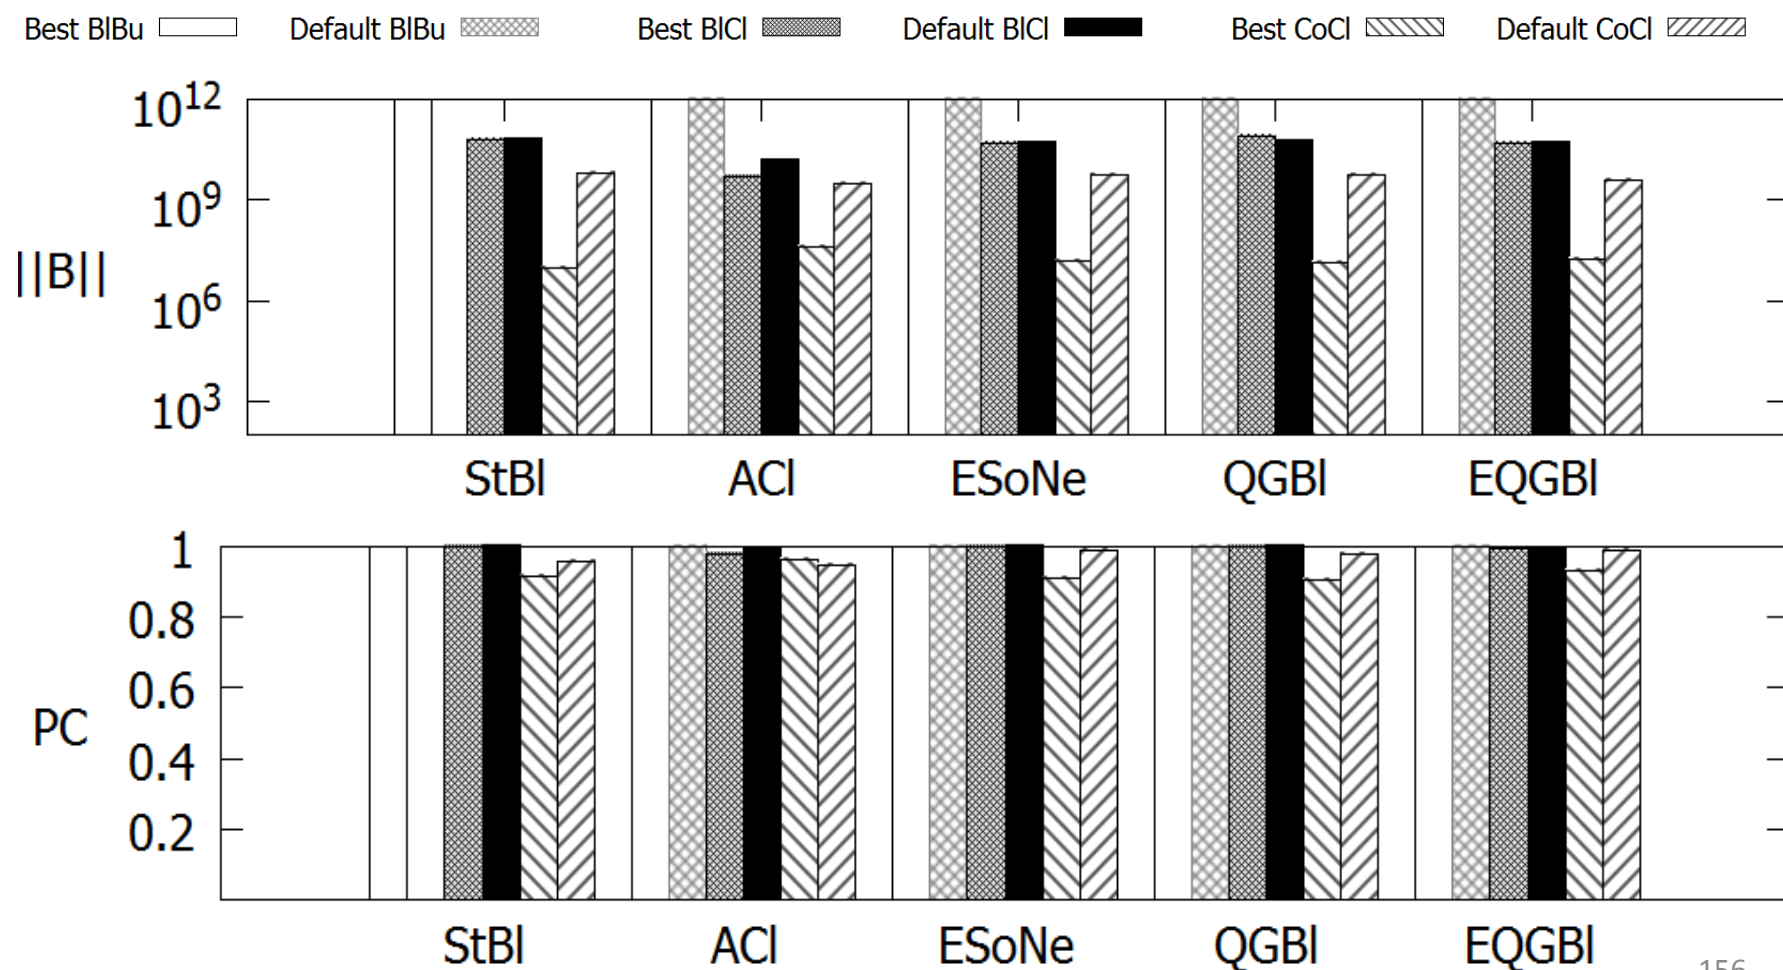 Best BlBu Default BlBu Best BlCl Default BlCl Best CoCl Default CoCl
10^12
10^9
||B||
10^6
10^3
StBl ACl ESoNe QGBl EQGBl
1
0.8
0.6
PC
0.4
0.2
StBl ACl ESoNe QGBl EQGBl
156